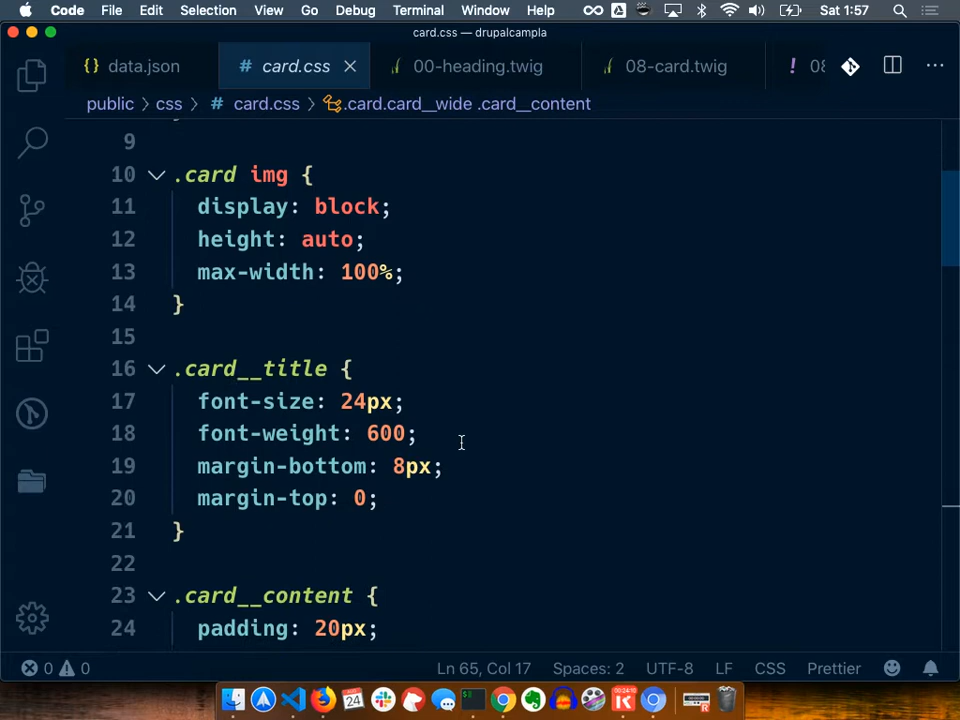 Code File Edit Selection View Go Debug Terminal Window Help Sat 1:57
card.css — drupalcampla
{} data.json # card.css 00-heading.twig 08-card.twig ! 08
public > css > # card.css > .card.card__wide .card__content
9
10 .card img {
11 display: block;
12 height: auto;
13 max-width: 100%;
14 }
15
16 .card__title {
17 font-size: 24px;
18 font-weight: 600;
19 margin-bottom: 8px;
20 margin-top: 0;
21 }
22
23 .card__content {
24 padding: 20px;
0 0 Ln 65, Col 17 Spaces: 2 UTF-8 LF CSS Prettier